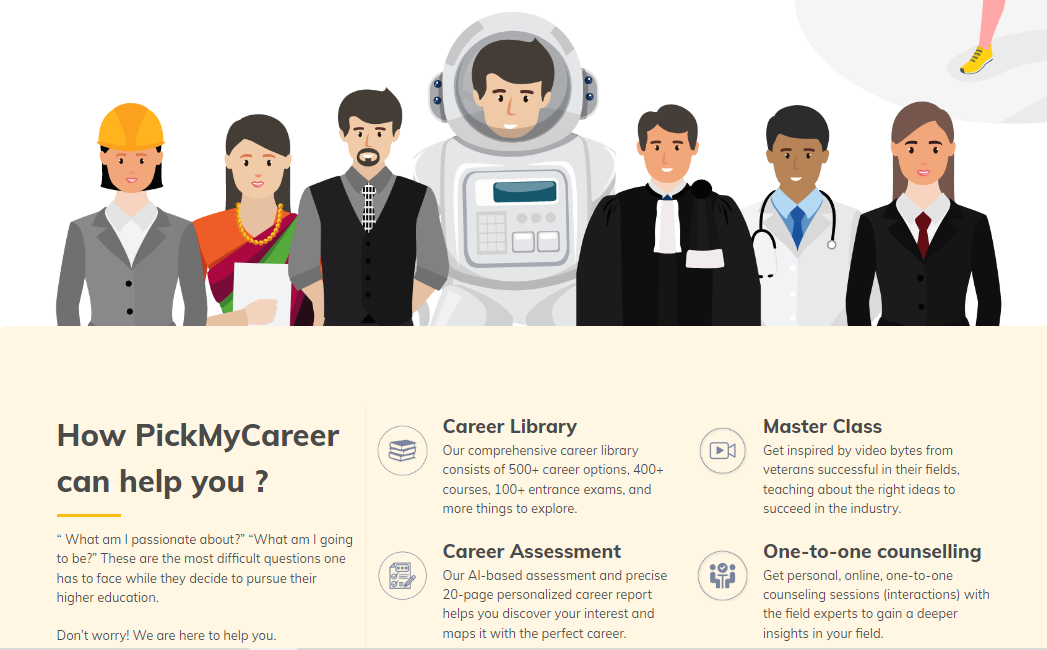 How PickMyCareer
can help you ?
“ What am I passionate about?” “What am I going
to be?” These are the most difficult questions one
has to face while they decide to pursue their
higher education.
Don’t worry! We are here to help you.
Career Library
Our comprehensive career library
consists of 500+ career options, 400+
courses, 100+ entrance exams, and
more things to explore.
Master Class
Get inspired by video bytes from
veterans successful in their fields,
teaching about the right ideas to
succeed in the industry.
Career Assessment
Our AI-based assessment and precise
20-page personalized career report
helps you discover your interest and
maps it with the perfect career.
One-to-one counselling
Get personal, online, one-to-one
counseling sessions (interactions) with
the field experts to gain a deeper
insights in your field.